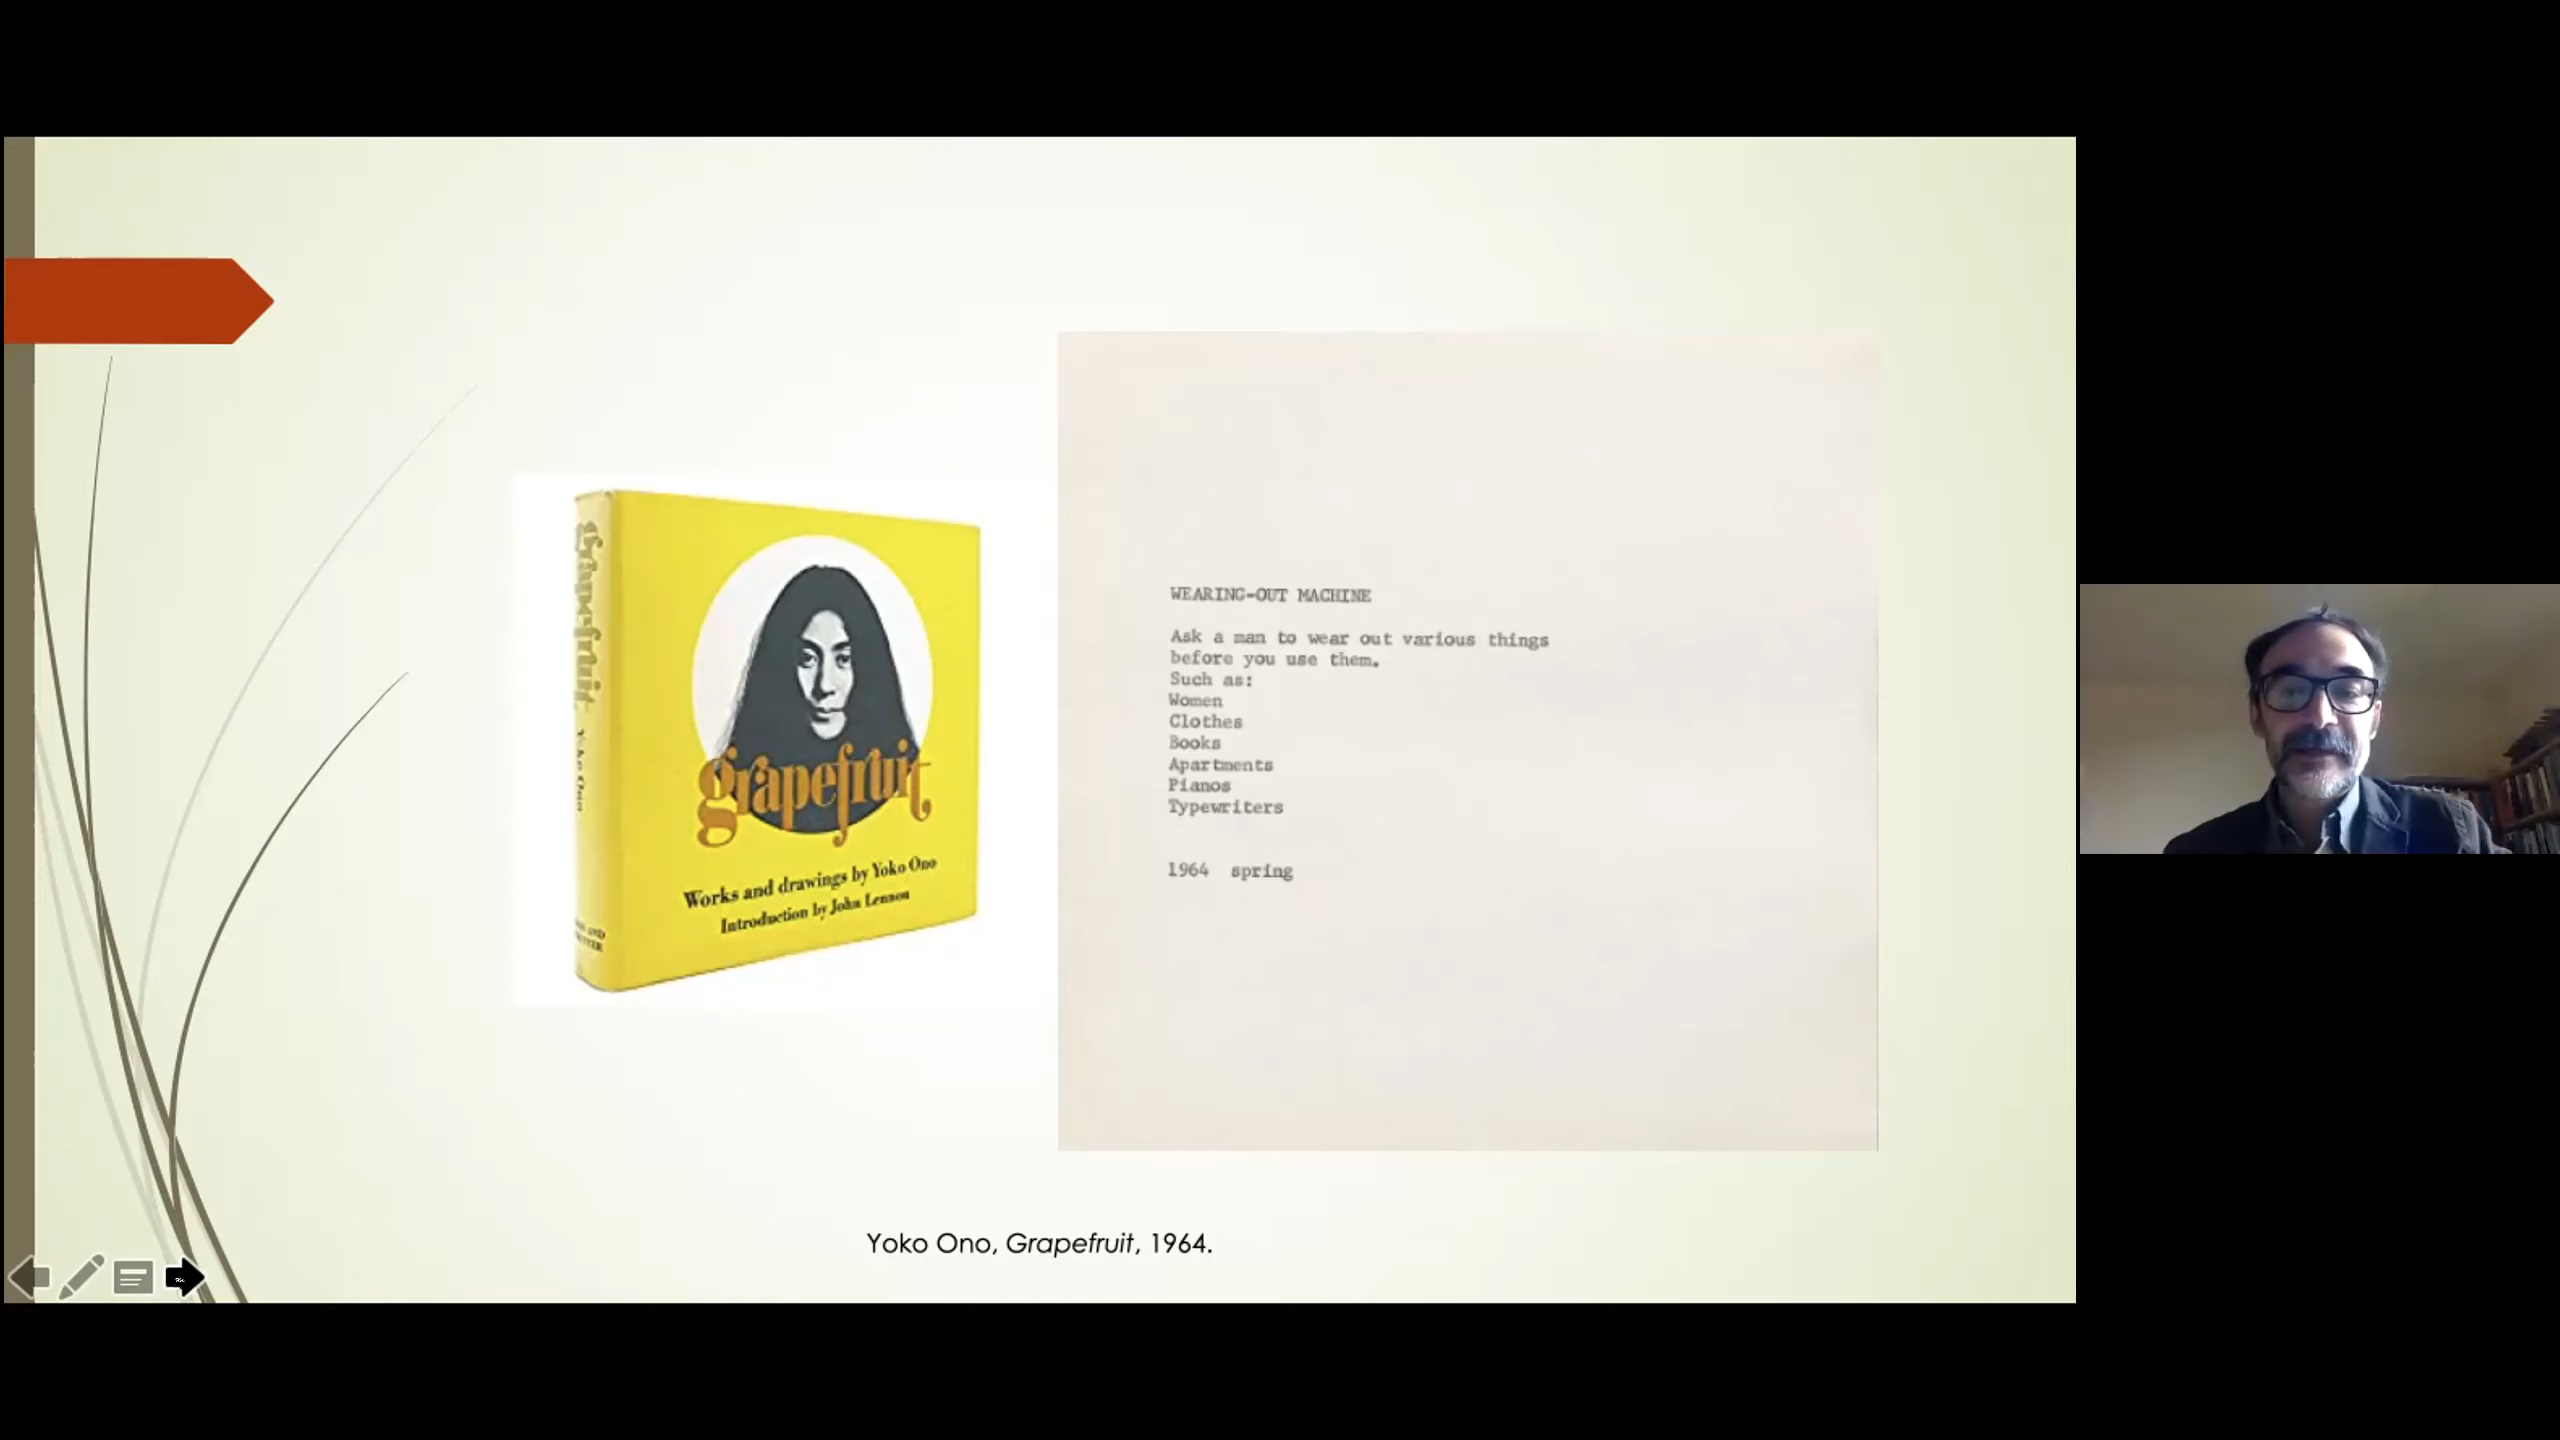 grapefruit Yoko Ono
grapefruit
Works and drawings by Yoko Ono
Introduction by John Lennon
WEARING-OUT MACHINE
Ask a man to wear out various things
before you use them.
Such as:
Women
Clothes
Books
Apartments
Pianos
Typewriters
1964 spring
Yoko Ono, Grapefruit, 1964.